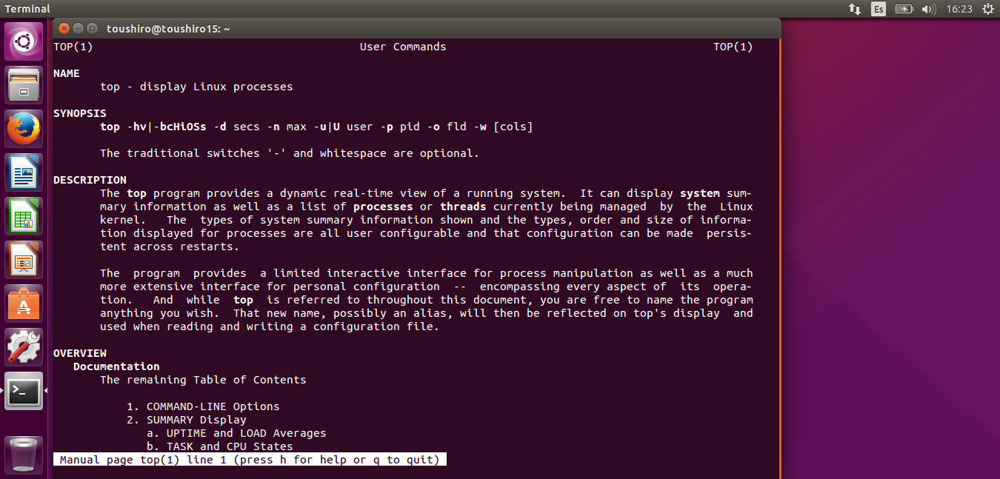 Terminal
Es
16:23
toushiro@toushiro15: ~
TOP(1) User Commands TOP(1)
NAME
top - display Linux processes
SYNOPSIS
top -hv|-bcHiOSs -d secs -n max -u|U user -p pid -o fld -w [cols]
The traditional switches '-' and whitespace are optional.
DESCRIPTION
The top program provides a dynamic real-time view of a running system.  It can display system sum-
mary information as well as a list of processes or threads currently being managed  by  the  Linux
kernel.   The  types of system summary information shown and the types, order and size of informa-
tion displayed for processes are all user configurable and that configuration can be made  persis-
tent across restarts.
The  program  provides  a limited interactive interface for process manipulation as well as a much
more extensive interface for personal configuration  --  encompassing every aspect of  its  opera-
tion.   And  while  top  is referred to throughout this document, you are free to name the program
anything you wish.  That new name, possibly an alias, will then be reflected on top's display  and
used when reading and writing a configuration file.
OVERVIEW
Documentation
The remaining Table of Contents
1. COMMAND-LINE Options
2. SUMMARY Display
a. UPTIME and LOAD Averages
b. TASK and CPU States
Manual page top(1) line 1 (press h for help or q to quit)